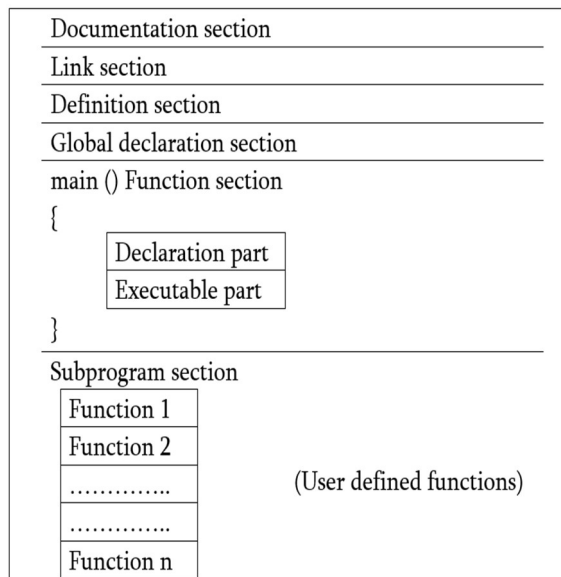 Documentation section
Link section
Definition section
Global declaration section
main () Function section
{
Declaration part
Executable part
}
Subprogram section
Function 1
Function 2
…………..
(User defined functions)
…………..
Function n